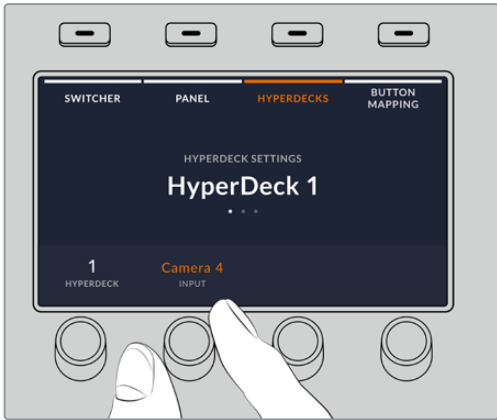 SWITCHER
PANEL
HYPERDECKS
BUTTON
MAPPING
HYPERDECK SETTINGS
HyperDeck 1
1
HYPERDECK
Camera 4
INPUT